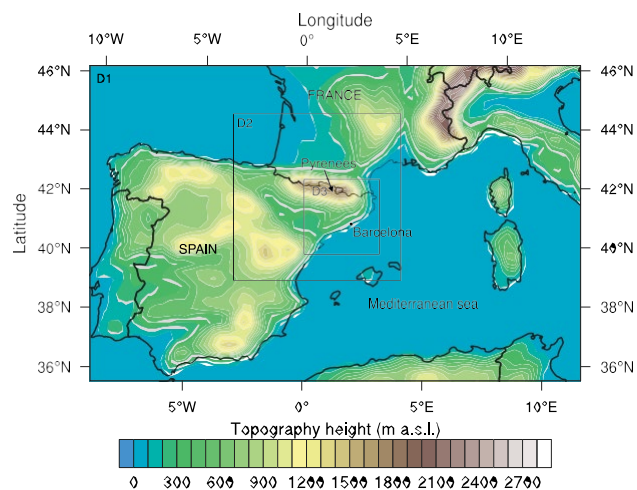 Longitude
10°W 5°W 0° 5°E 10°E
46°N D1 46°N
FRANCE
44°N D2 44°N
Pyrenees
42°N D3 42°N
Barcelona
40°N SPAIN 40°N
38°N Mediterranean sea 38°N
36°N 36°N
Latitude
5°W 0° 5°E 10°E
Topography height (m a.s.l.)
0 300 600 900 1200 1500 1800 2100 2400 2700